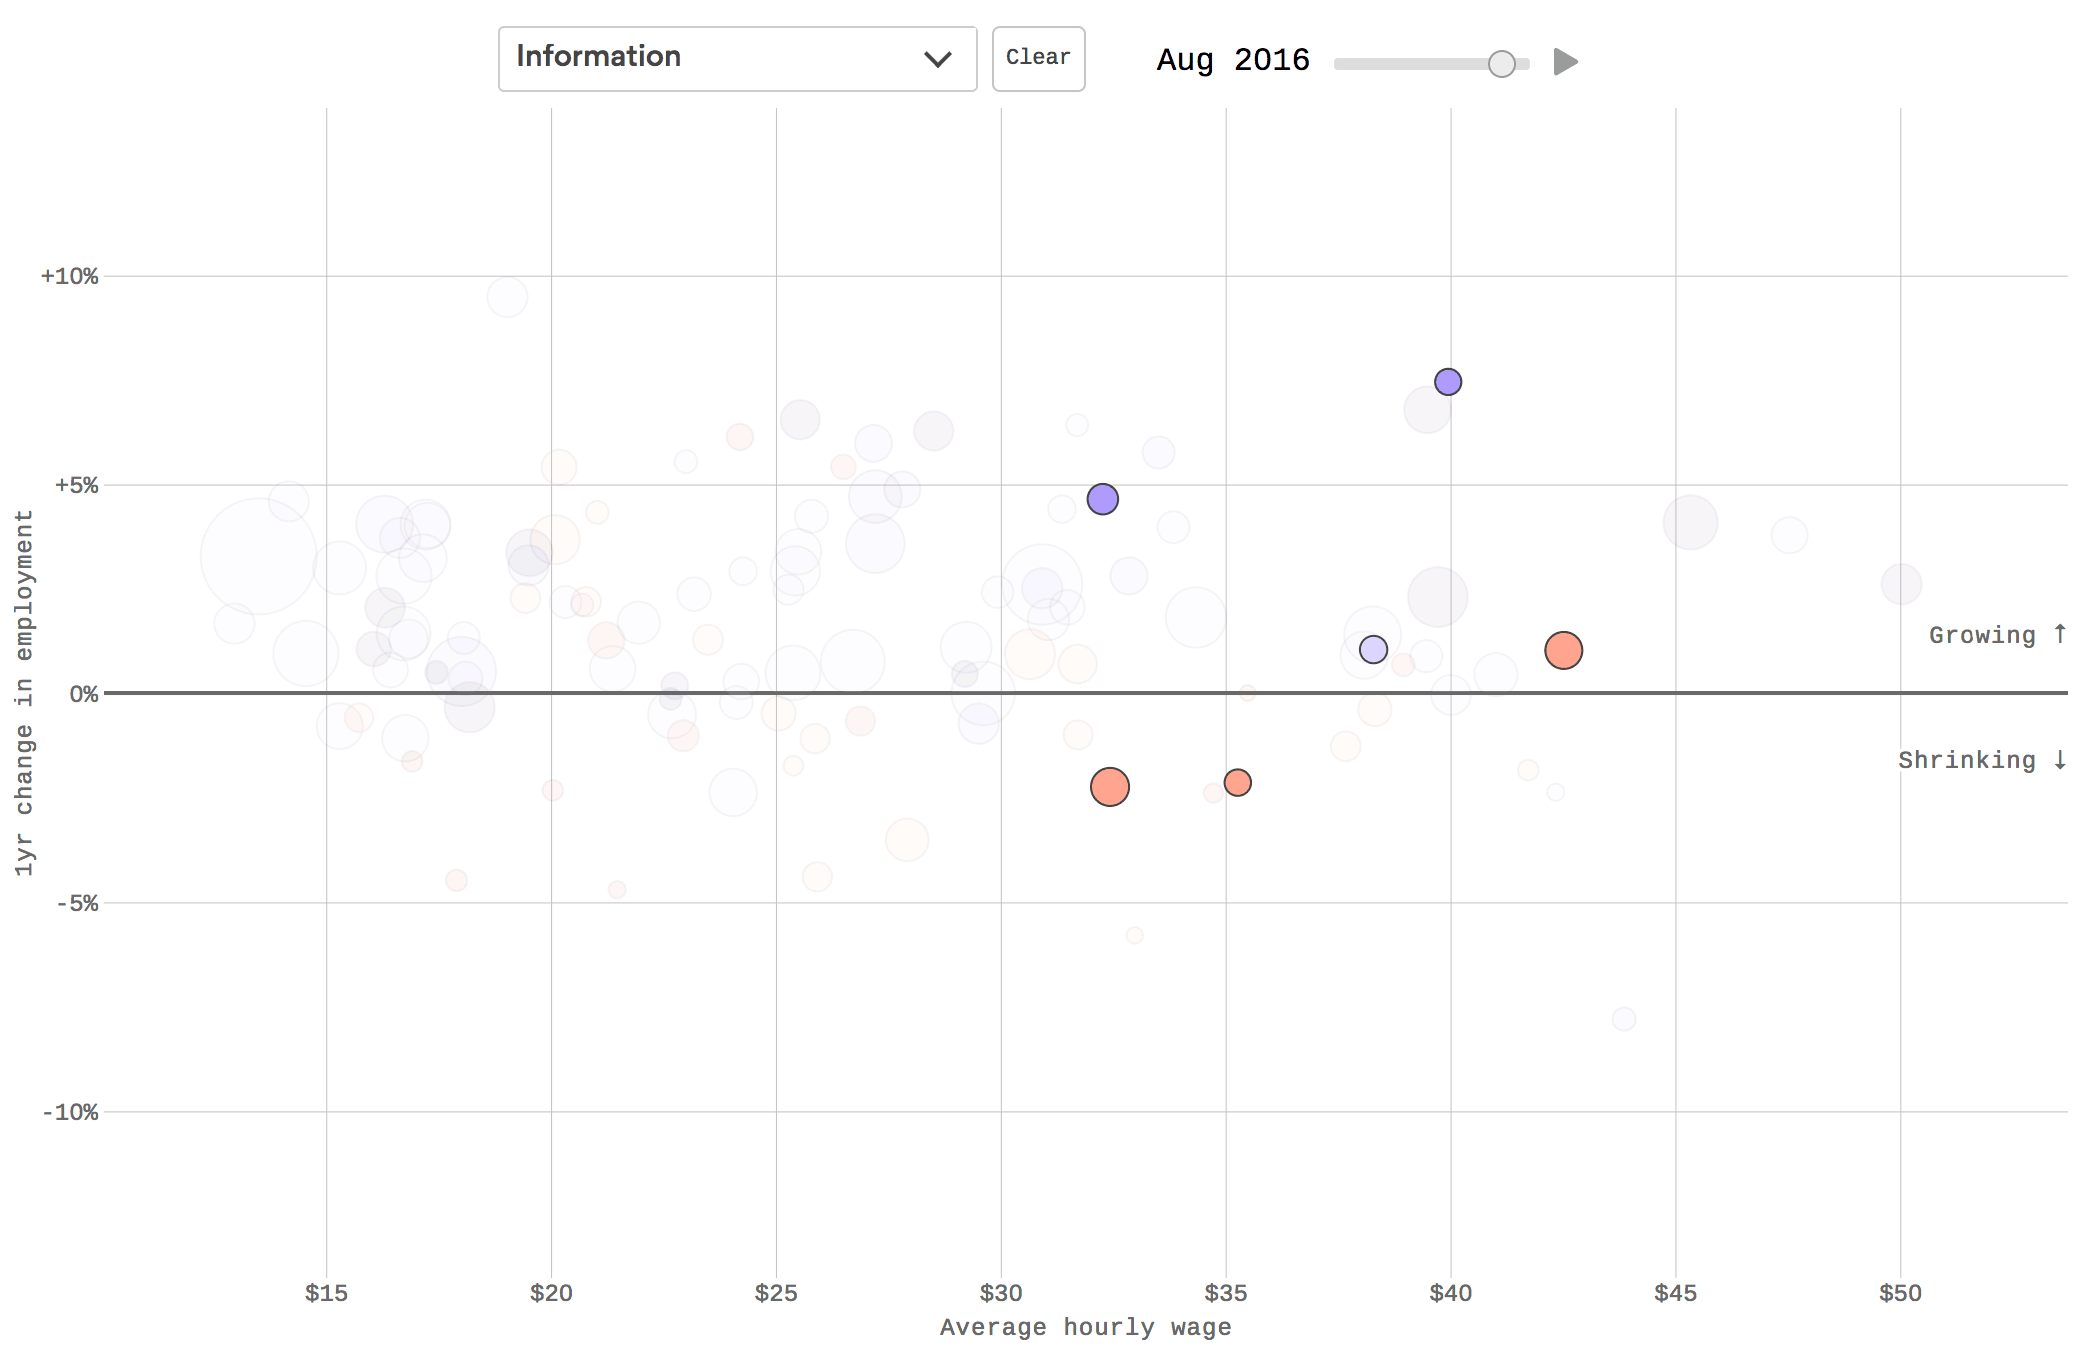 Information
Clear
Aug 2016
+10%
+5%
0%
-5%
-10%
1yr change in employment
Growing ↑
Shrinking ↓
$15 $20 $25 $30 $35 $40 $45 $50
Average hourly wage